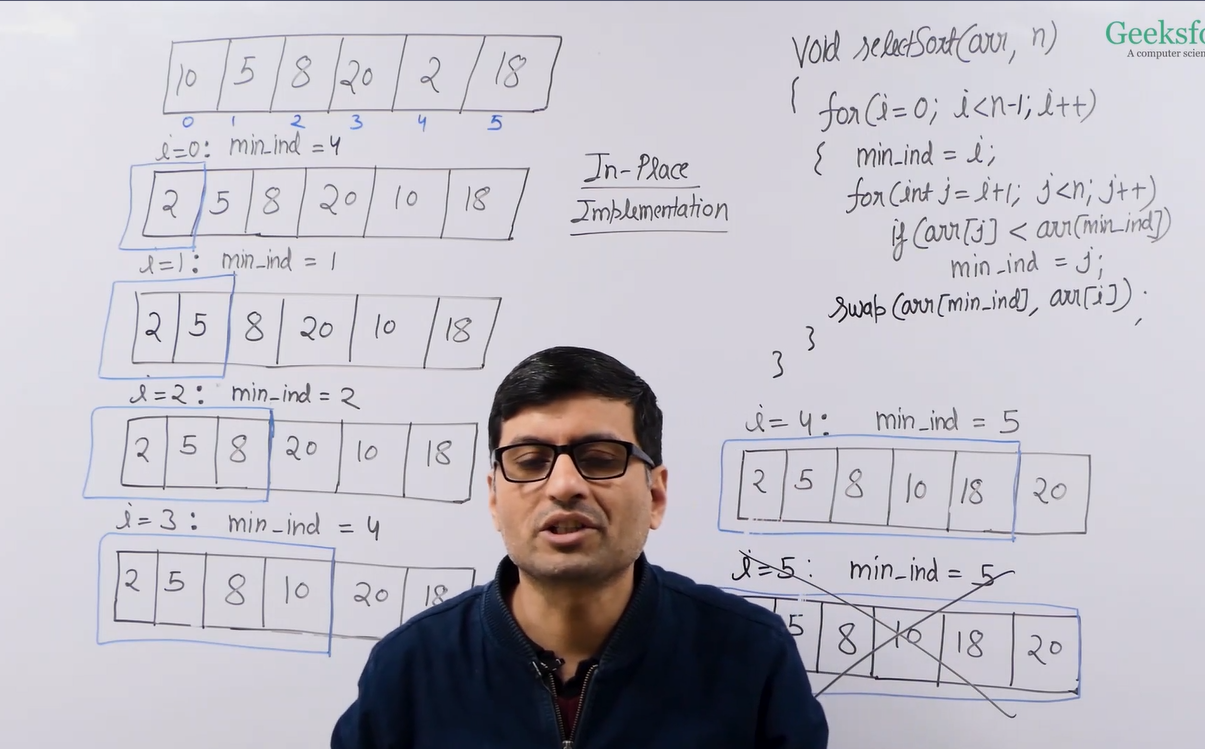 10 5 8 20 2 18
0 1 2 3 4 5
i=0: min_ind = 4
2 5 8 20 10 18
i=1: min_ind = 1
2 5 8 20 10 18
i=2: min_ind = 2
2 5 8 20 10 18
i=3: min_ind = 4
2 5 8 10 20 18
In-Place
Implementation
Geeksfo
A computer scien
void selectSort(arr, n)
{
for(i=0; i<n-1; i++)
{ min_ind = i;
for(int j=i+1; j<n; j++)
if(arr[j] < arr[min_ind])
min_ind = j;
swap(arr[min_ind], arr[i]);
}
}
i=4: min_ind = 5
2 5 8 10 18 20
i=5: min_ind = 5
5 8 10 18 20